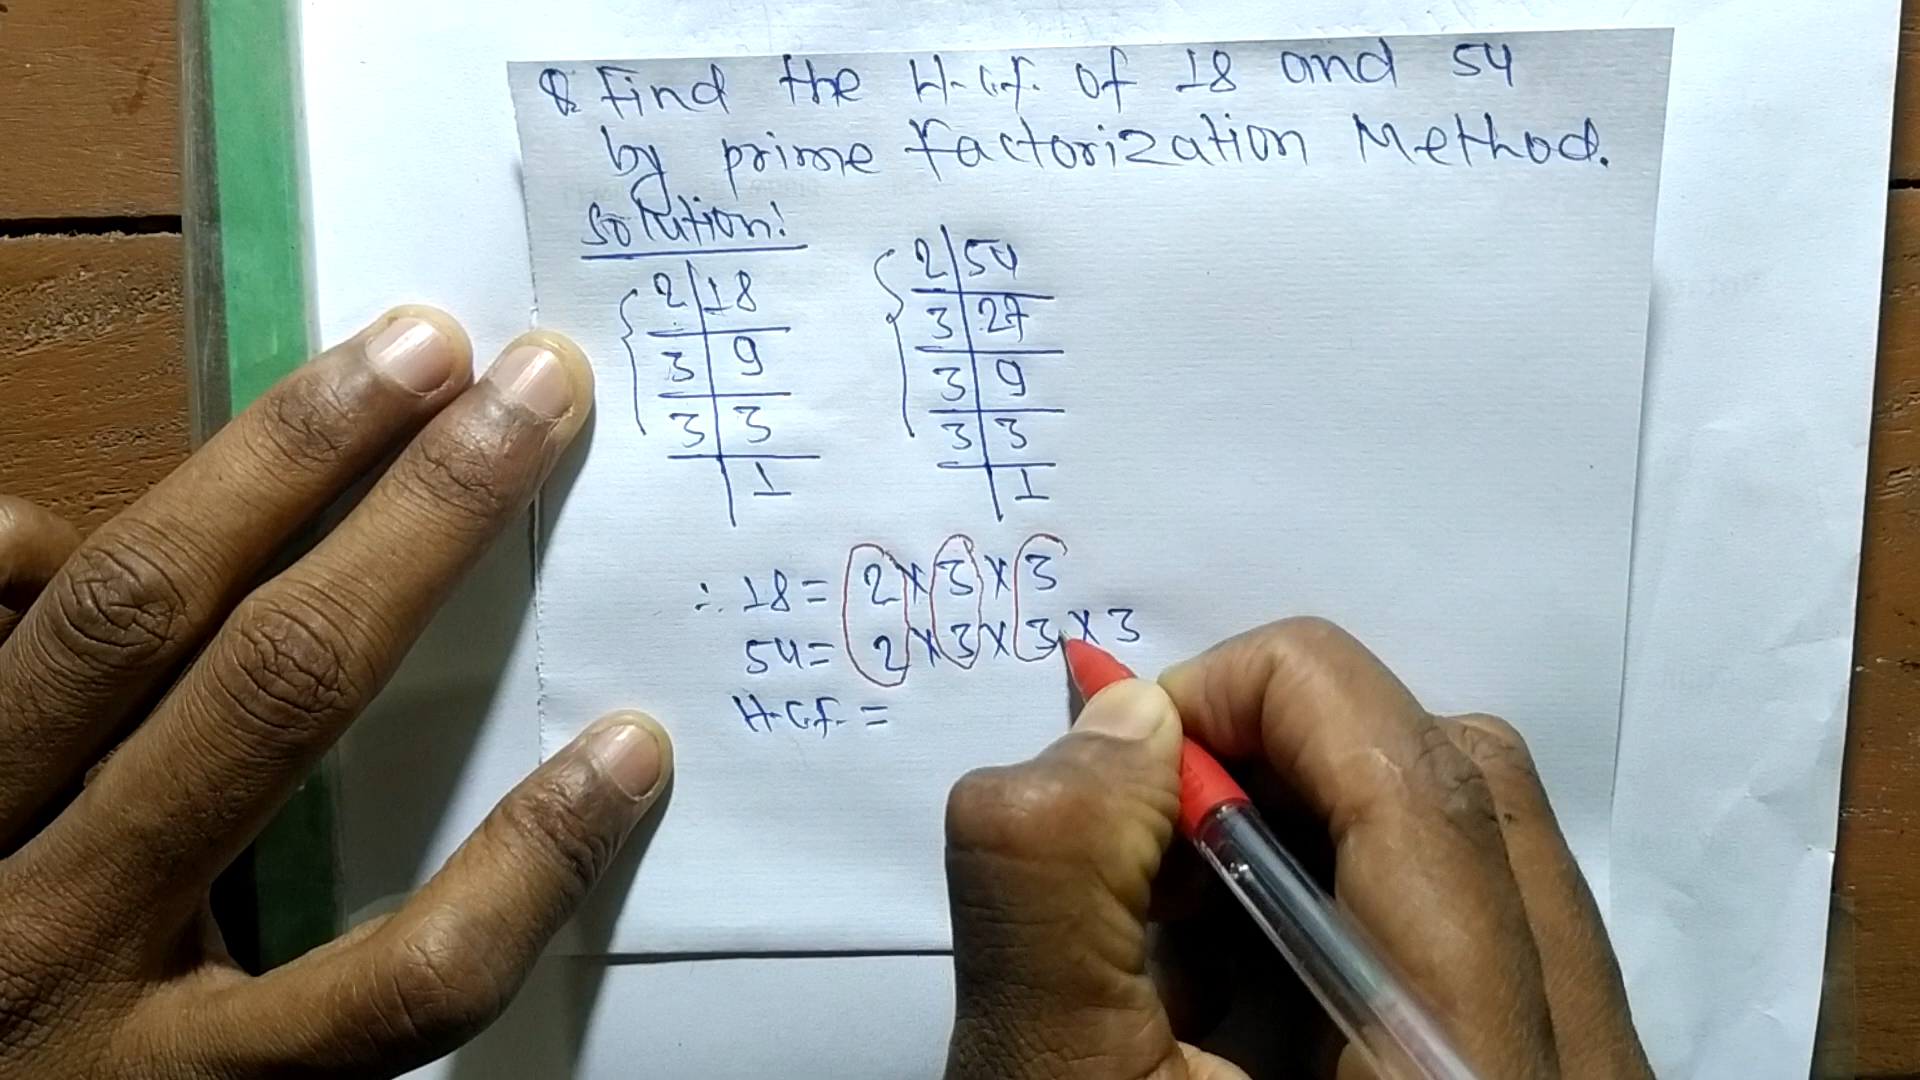 Q. Find the H.C.F. of 18 and 54
by prime factorization Method.
Solution:
2 | 18
3 | 9
3 | 3
1
2 | 54
3 | 27
3 | 9
3 | 3
1
∴ 18 = 2 × 3 × 3
54 = 2 × 3 × 3 × 3
H.C.F. =